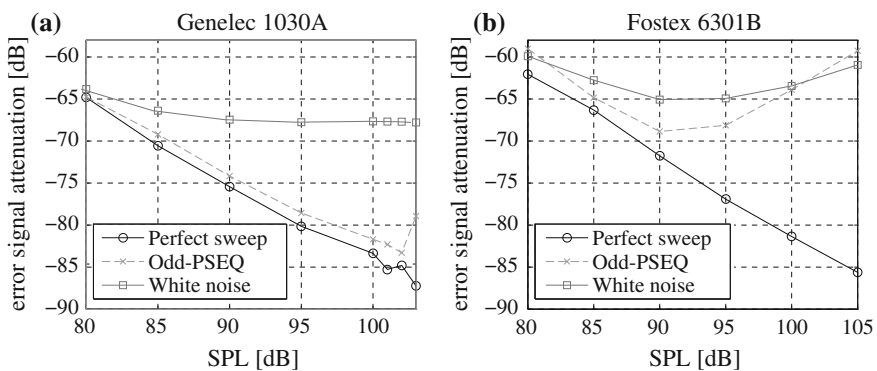 (a) Genelec 1030A
error signal attenuation [dB]
−60
−65
−70
−75
−80
−85
−90
Perfect sweep
Odd-PSEQ
White noise
80 85 90 95 100
SPL [dB]
(b) Fostex 6301B
error signal attenuation [dB]
−60
−65
−70
−75
−80
−85
−90
Perfect sweep
Odd-PSEQ
White noise
80 85 90 95 100 105
SPL [dB]